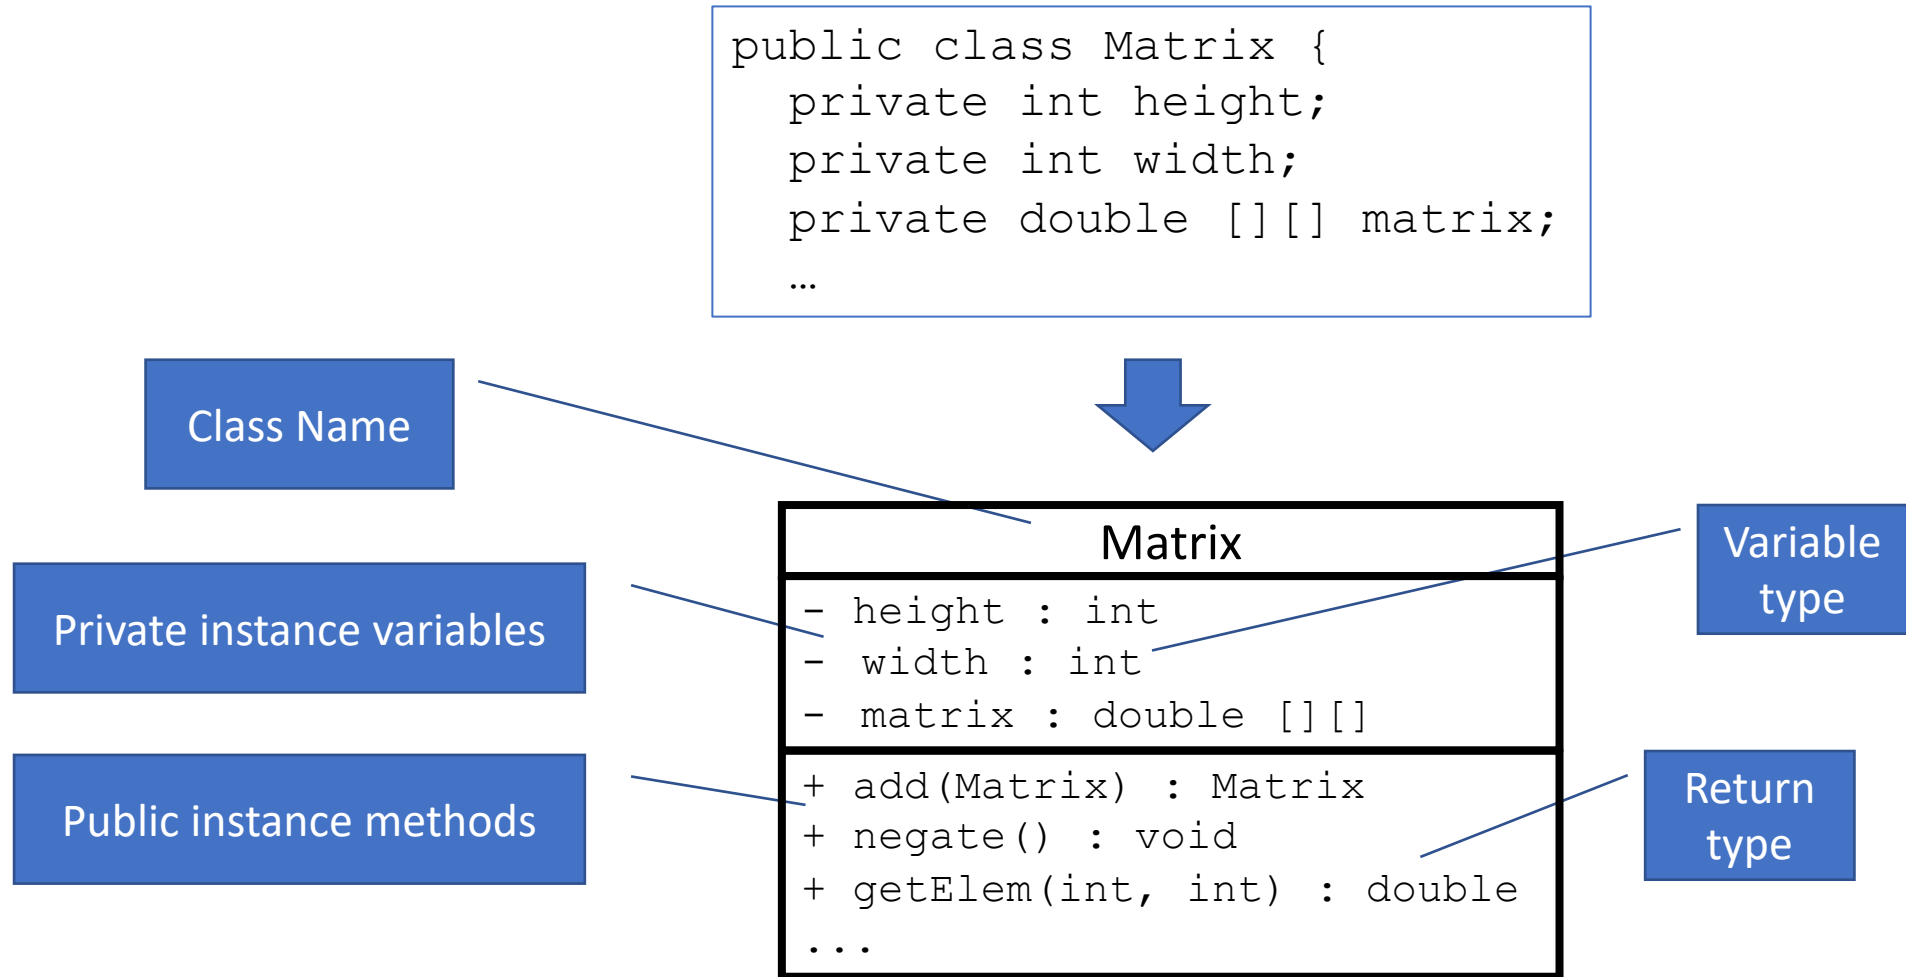 public class Matrix {
private int height;
private int width;
private double [][] matrix;
…
Class Name
Matrix
Variable
type
Private instance variables
- height : int
- width : int
- matrix : double [][]
Public instance methods
+ add(Matrix) : Matrix
+ negate() : void
+ getElem(int, int) : double
...
Return
type